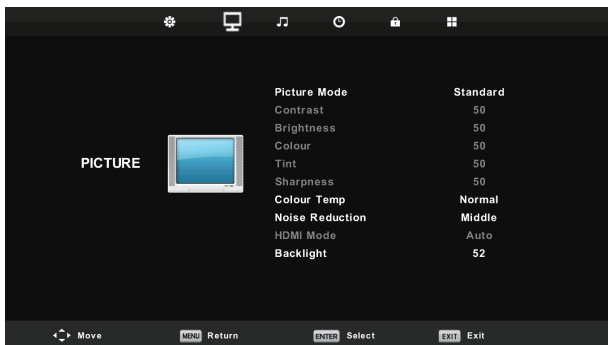 Picture Mode Standard
Contrast 50
Brightness 50
Colour 50
PICTURE
Tint 50
Sharpness 50
Colour Temp Normal
Noise Reduction Middle
HDMI Mode Auto
Backlight 52
Move MENU Return ENTER Select EXIT Exit